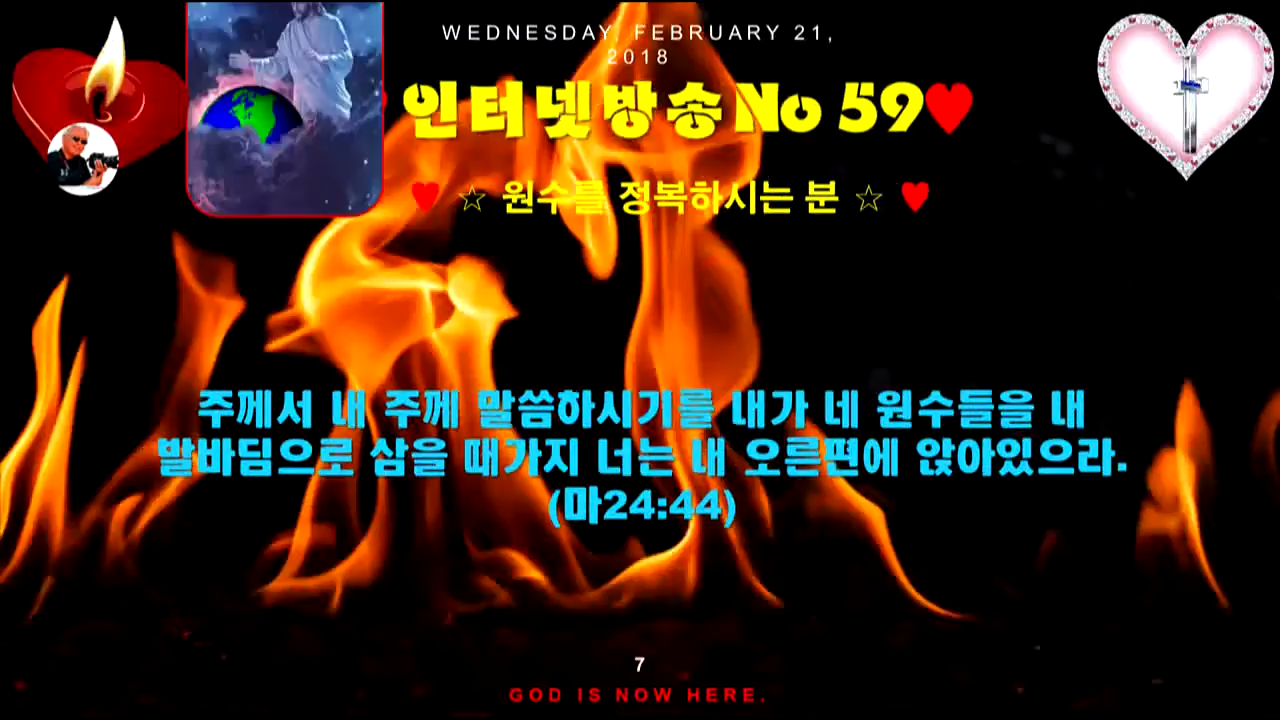 WEDNESDAY, FEBRUARY 21,
2018
인터넷방송No 59♥
♥ ☆ 원수를 정복하시는 분 ☆ ♥
주께서 내 주께 말씀하시기를 내가 네 원수들을 내
발바딤으로 삼을 때가지 너는 내 오른편에 앉아있으라.
(마24:44)
7
GOD IS NOW HERE.